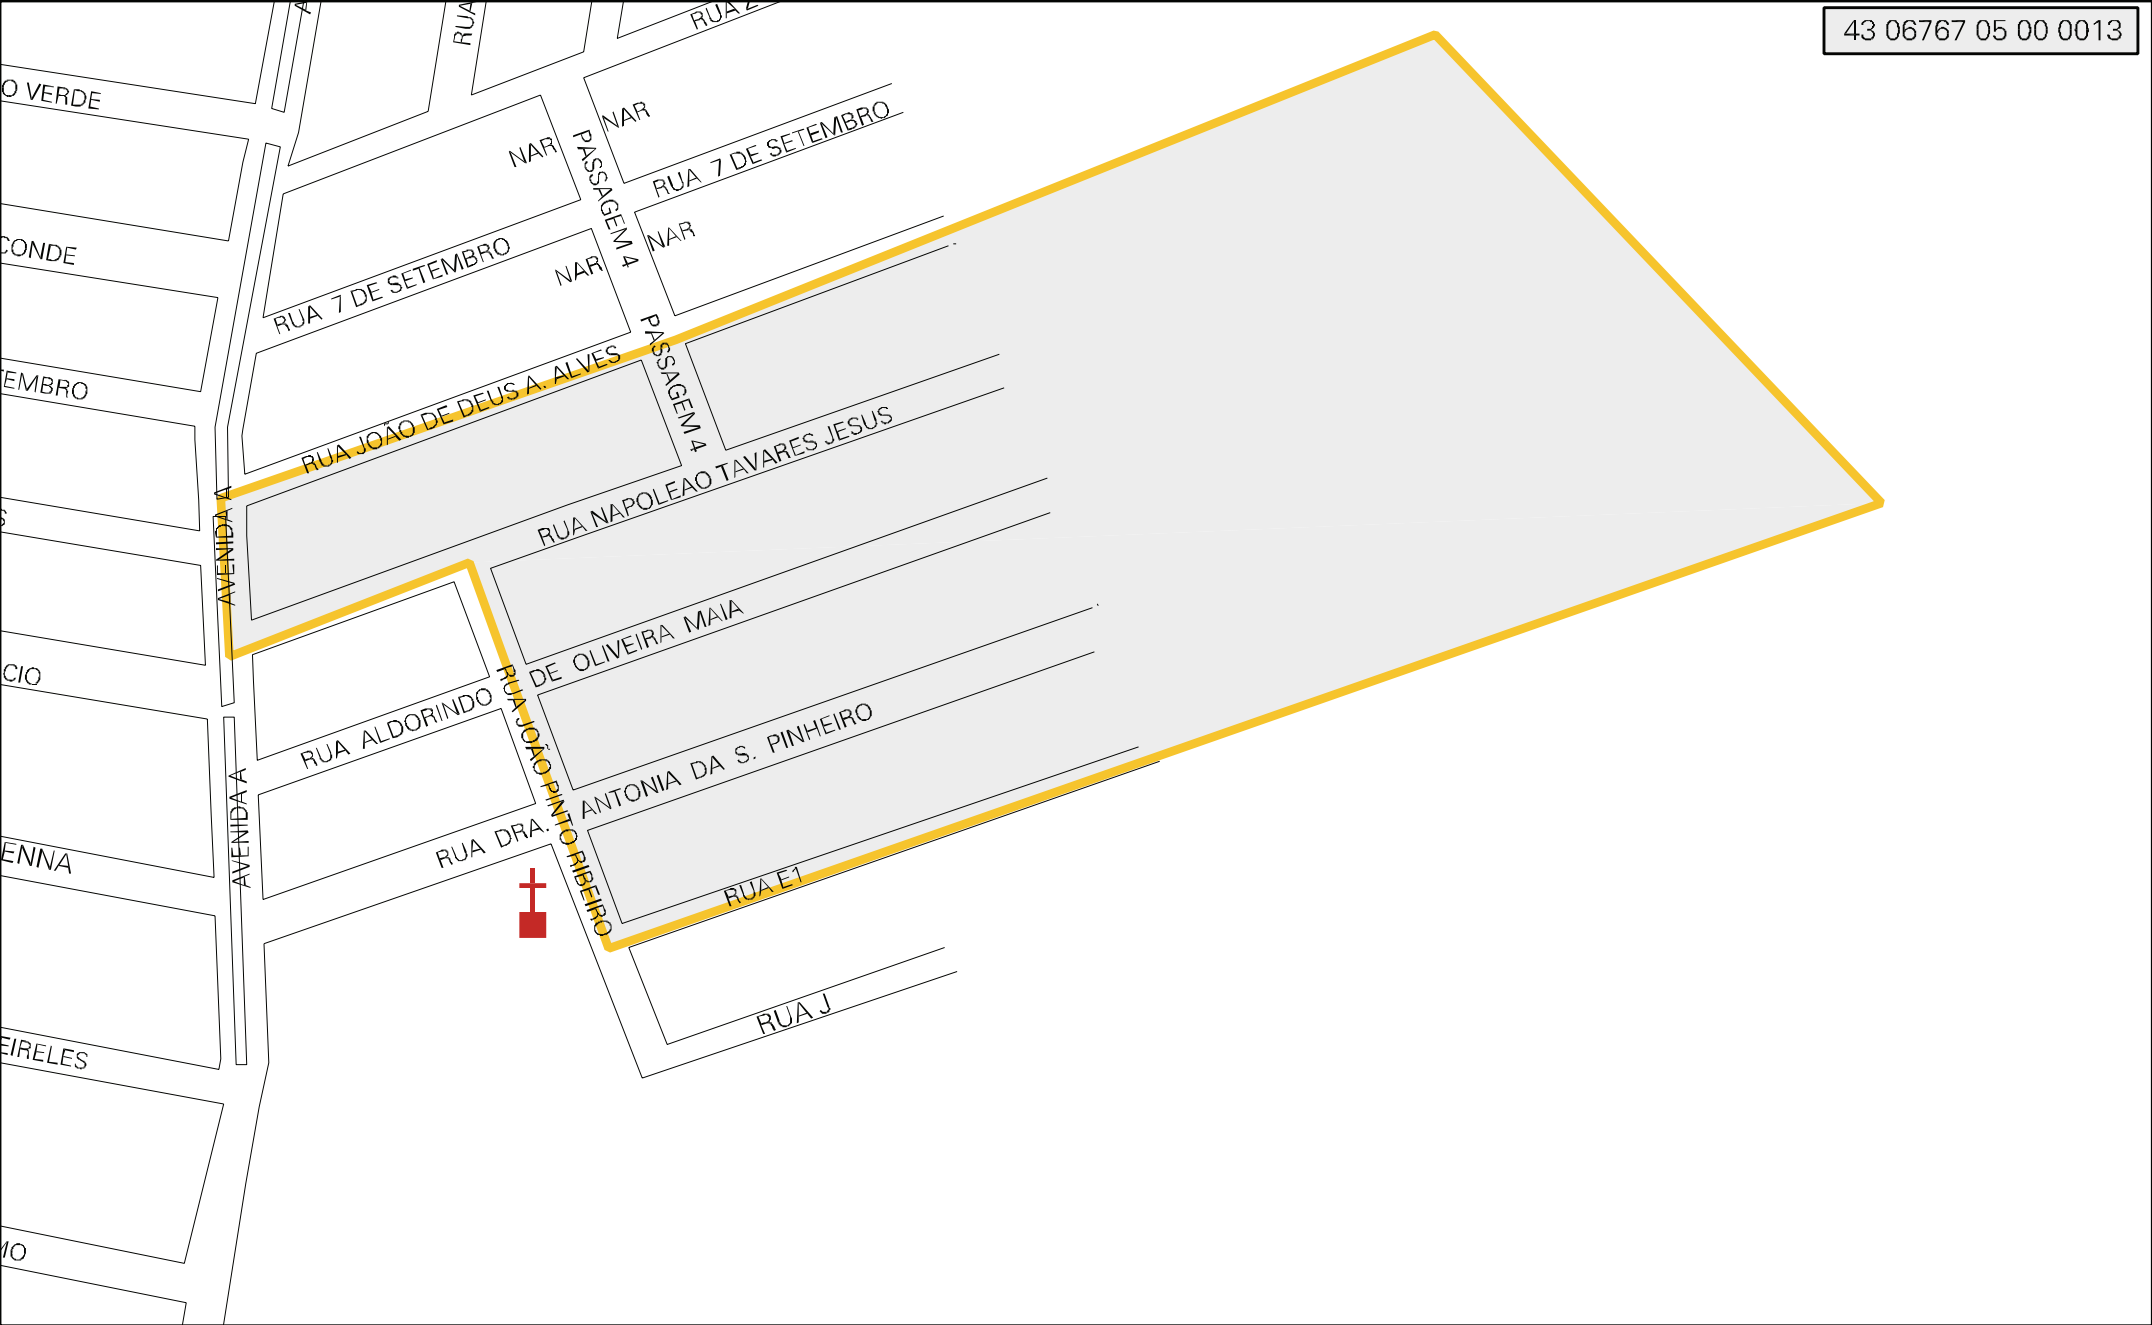 43 06767 05 00 0013
RUA
O VERDE
NAR
NAR
PASSAGEM 4
RUA 7 DE SETEMBRO
NAR
NAR
CONDE
RUA 7 DE SETEMBRO
PASSAGEM 4
RUA JOÃO DE DEUS A. ALVES
EMBRO
RUA NAPOLEAO TAVARES JESUS
AVENIDA A
RUA ALDORINDO DE OLIVEIRA MAIA
CIO
RUA JOÃO PINTO RIBEIRO
RUA DRA. ANTONIA DA S. PINHEIRO
AVENIDA A
ENNA
RUA E1
RUA J
EIRELES
MO